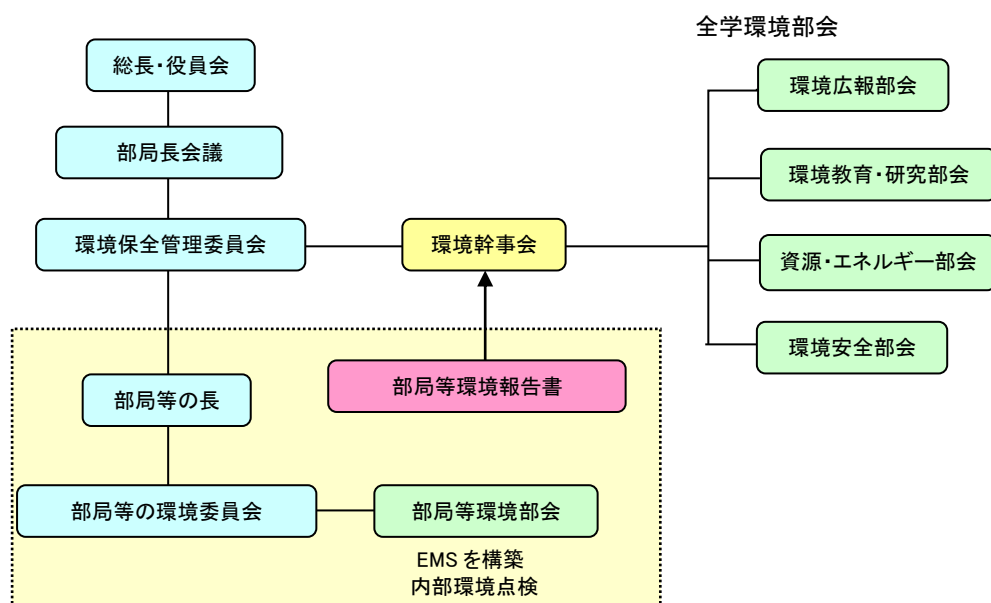 全学環境部会
総長・役員会
環境広報部会
部局長会議
環境教育・研究部会
環境保全管理委員会
環境幹事会
資源・エネルギー部会
環境安全部会
部局等環境報告書
部局等の長
部局等の環境委員会
部局等環境部会
EMSを構築
内部環境点検